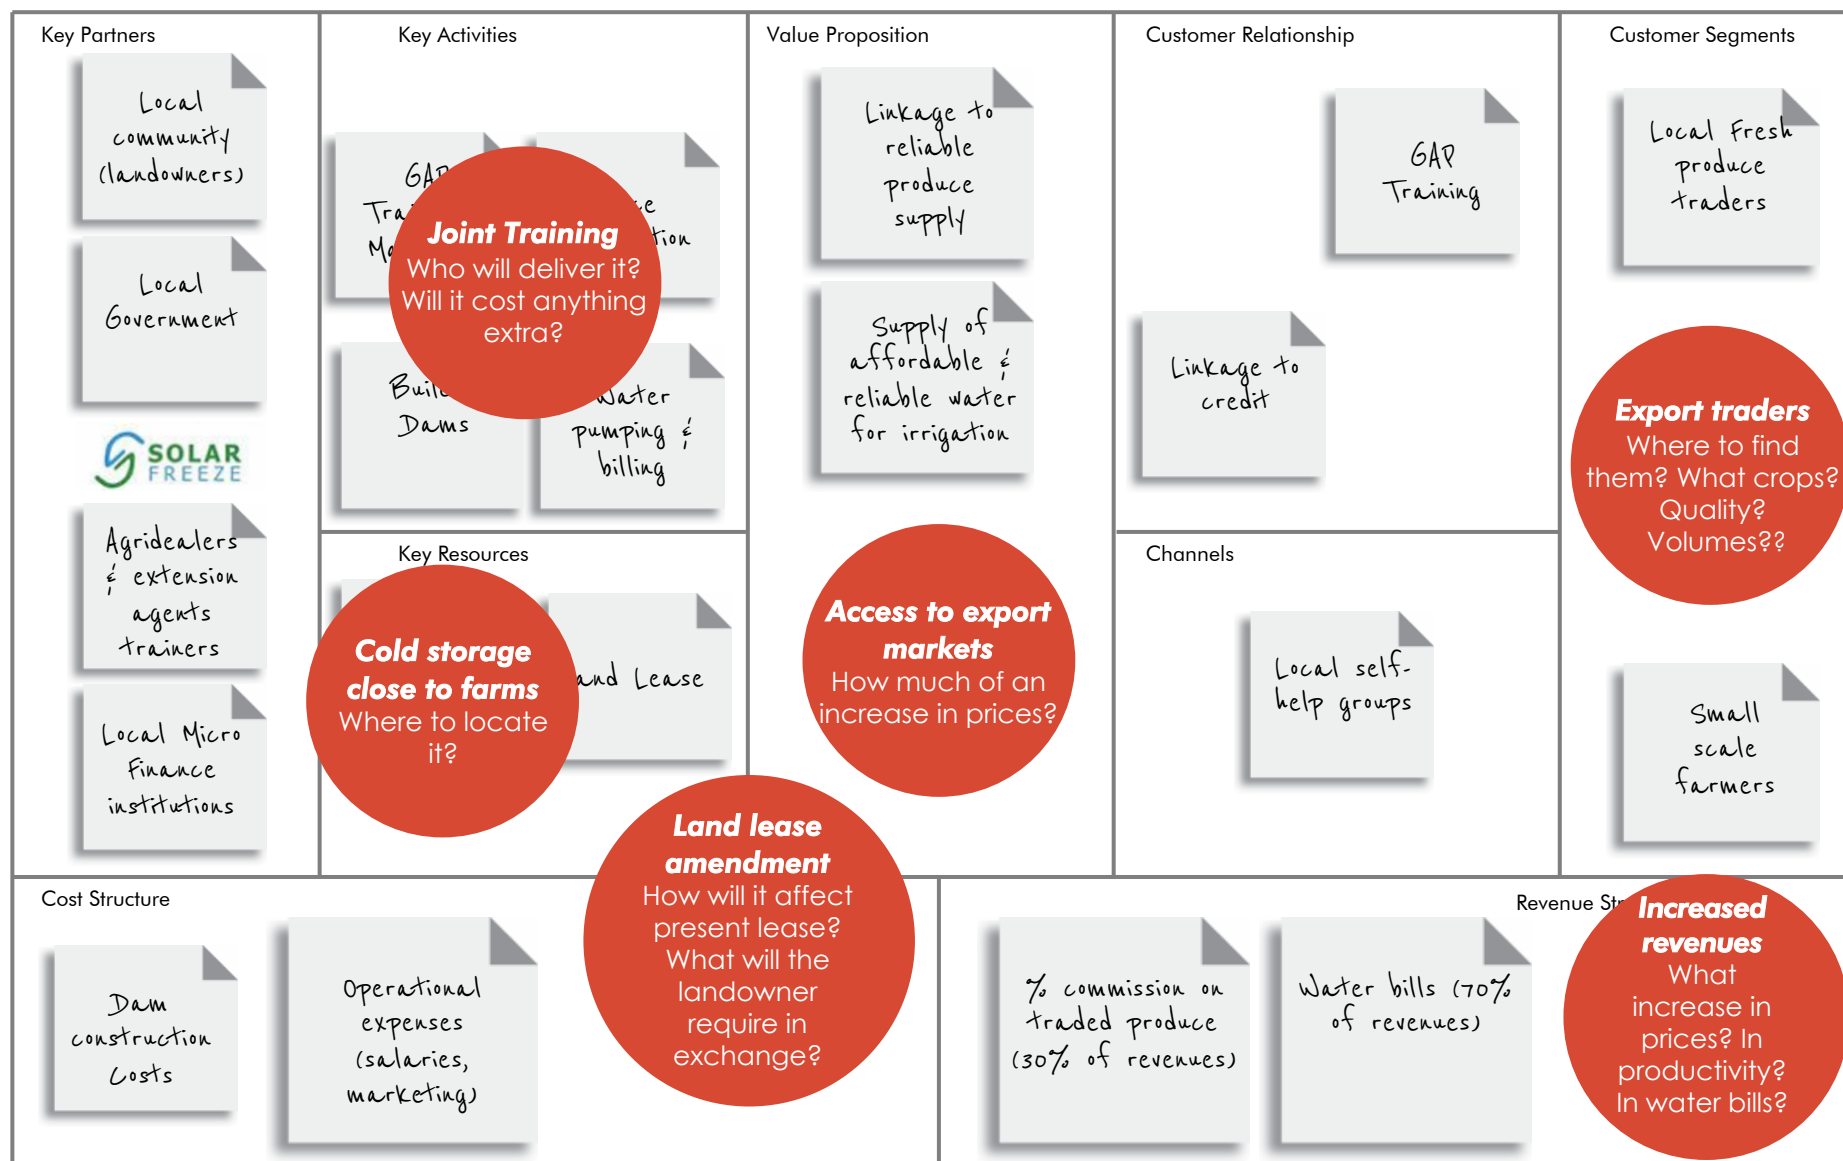 Key Partners
Local
community
(landowners)
Local
Government
SOLAR
FREEZE
Agridealers
& extension
agents
trainers
Local Micro
Finance
institutions
Key Activities
GAP
Joint Training
Who will deliver it?
Will it cost anything
extra?
Dams
Water
pumping &
billing
Key Resources
Cold storage
close to farms
Where to locate
it?
Lease
Value Proposition
Linkage to
reliable
produce
supply
Supply of
affordable &
reliable water
for irrigation
Access to export
markets
How much of an
increase in prices?
Customer Relationship
GAP
Training
Linkage to
credit
Channels
Local self-
help groups
Customer Segments
Local Fresh
produce
traders
Export traders
Where to find
them? What crops?
Quality?
Volumes??
Small
scale
farmers
Cost Structure
Dam
construction
Costs
Operational
expenses
(salaries,
marketing)
Land lease
amendment
How will it affect
present lease?
What will the
landowner
require in
exchange?
Revenue
% commission on
traded produce
(30% of revenues)
Water bills (70%
of revenues)
Increased
revenues
What
increase in
prices? In
productivity?
In water bills?